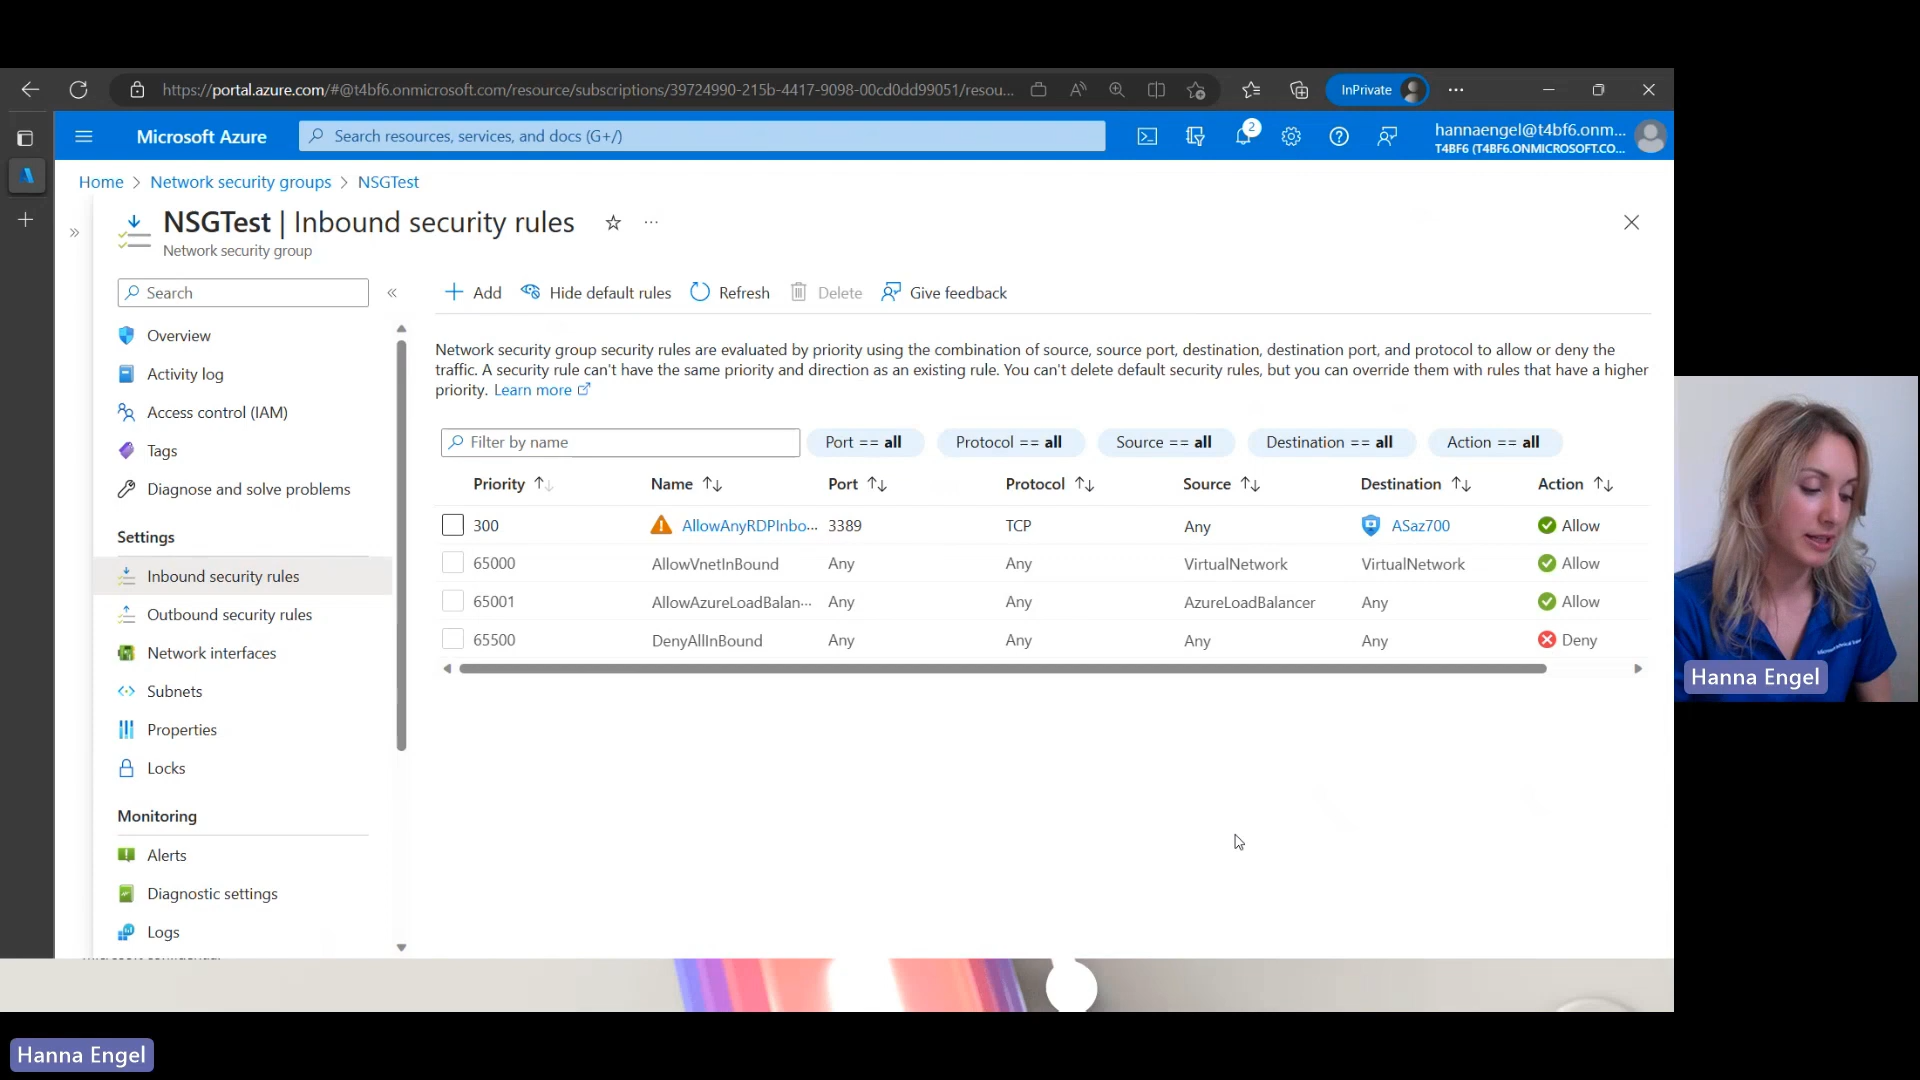 https://portal.azure.com/#@t4bf6.onmicrosoft.com/resource/subscriptions/39724990-215b-4417-9098-00cd0dd99051/resou...
InPrivate
Microsoft Azure
Search resources, services, and docs (G+/)
2
hannaengel@t4bf6.onm...
T4BF6 (T4BF6.ONMICROSOFT.CO...
Home > Network security groups > NSGTest
NSGTest | Inbound security rules
Network security group
Search
Add
Hide default rules
Refresh
Delete
Give feedback
Overview
Activity log
Access control (IAM)
Tags
Diagnose and solve problems
Settings
Inbound security rules
Outbound security rules
Network interfaces
Subnets
Properties
Locks
Monitoring
Alerts
Diagnostic settings
Logs
Network security group security rules are evaluated by priority using the combination of source, source port, destination, destination port, and protocol to allow or deny the
traffic. A security rule can't have the same priority and direction as an existing rule. You can't delete default security rules, but you can override them with rules that have a higher
priority. Learn more
Filter by name
Port == all
Protocol == all
Source == all
Destination == all
Action == all
Priority Name Port Protocol Source Destination Action
300 AllowAnyRDPInbo... 3389 TCP Any ASaz700 Allow
65000 AllowVnetInBound Any Any VirtualNetwork VirtualNetwork Allow
65001 AllowAzureLoadBalan... Any Any AzureLoadBalancer Any Allow
65500 DenyAllInBound Any Any Any Any Deny
Hanna Engel
Hanna Engel